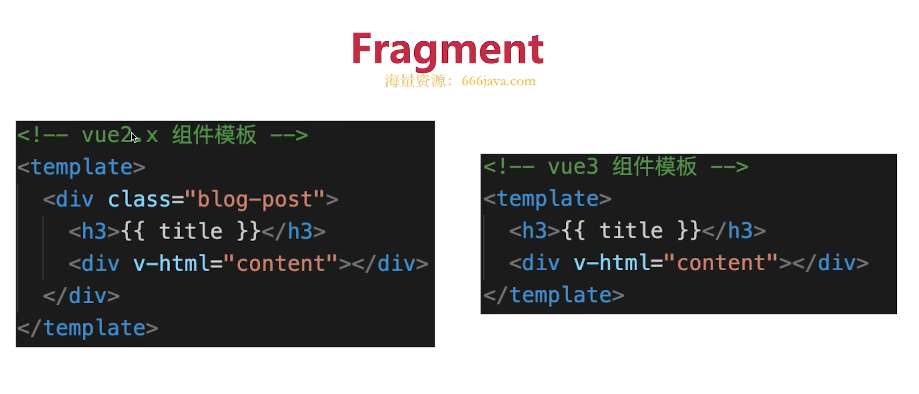 Fragment
海量资源：666java.com
<!-- vue2.x 组件模板 -->
<template>
  <div class="blog-post">
    <h3>{{ title }}</h3>
    <div v-html="content"></div>
  </div>
</template>
<!-- vue3 组件模板 -->
<template>
  <h3>{{ title }}</h3>
  <div v-html="content"></div>
</template>